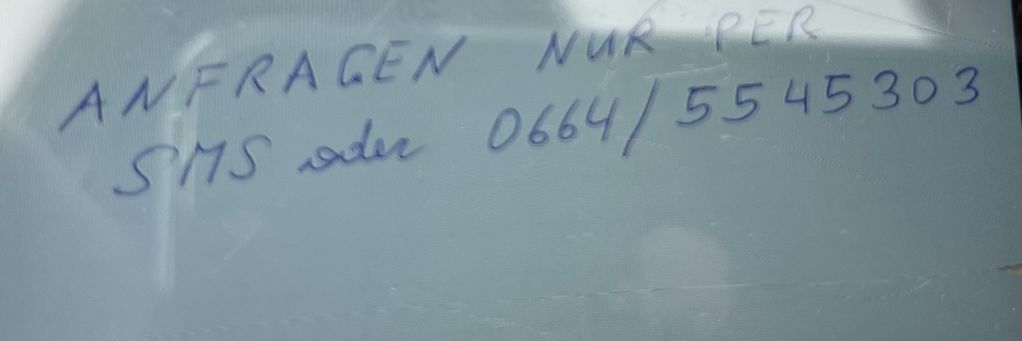 ANFRAGEN NUR PER
SMS oder 0664/5545303